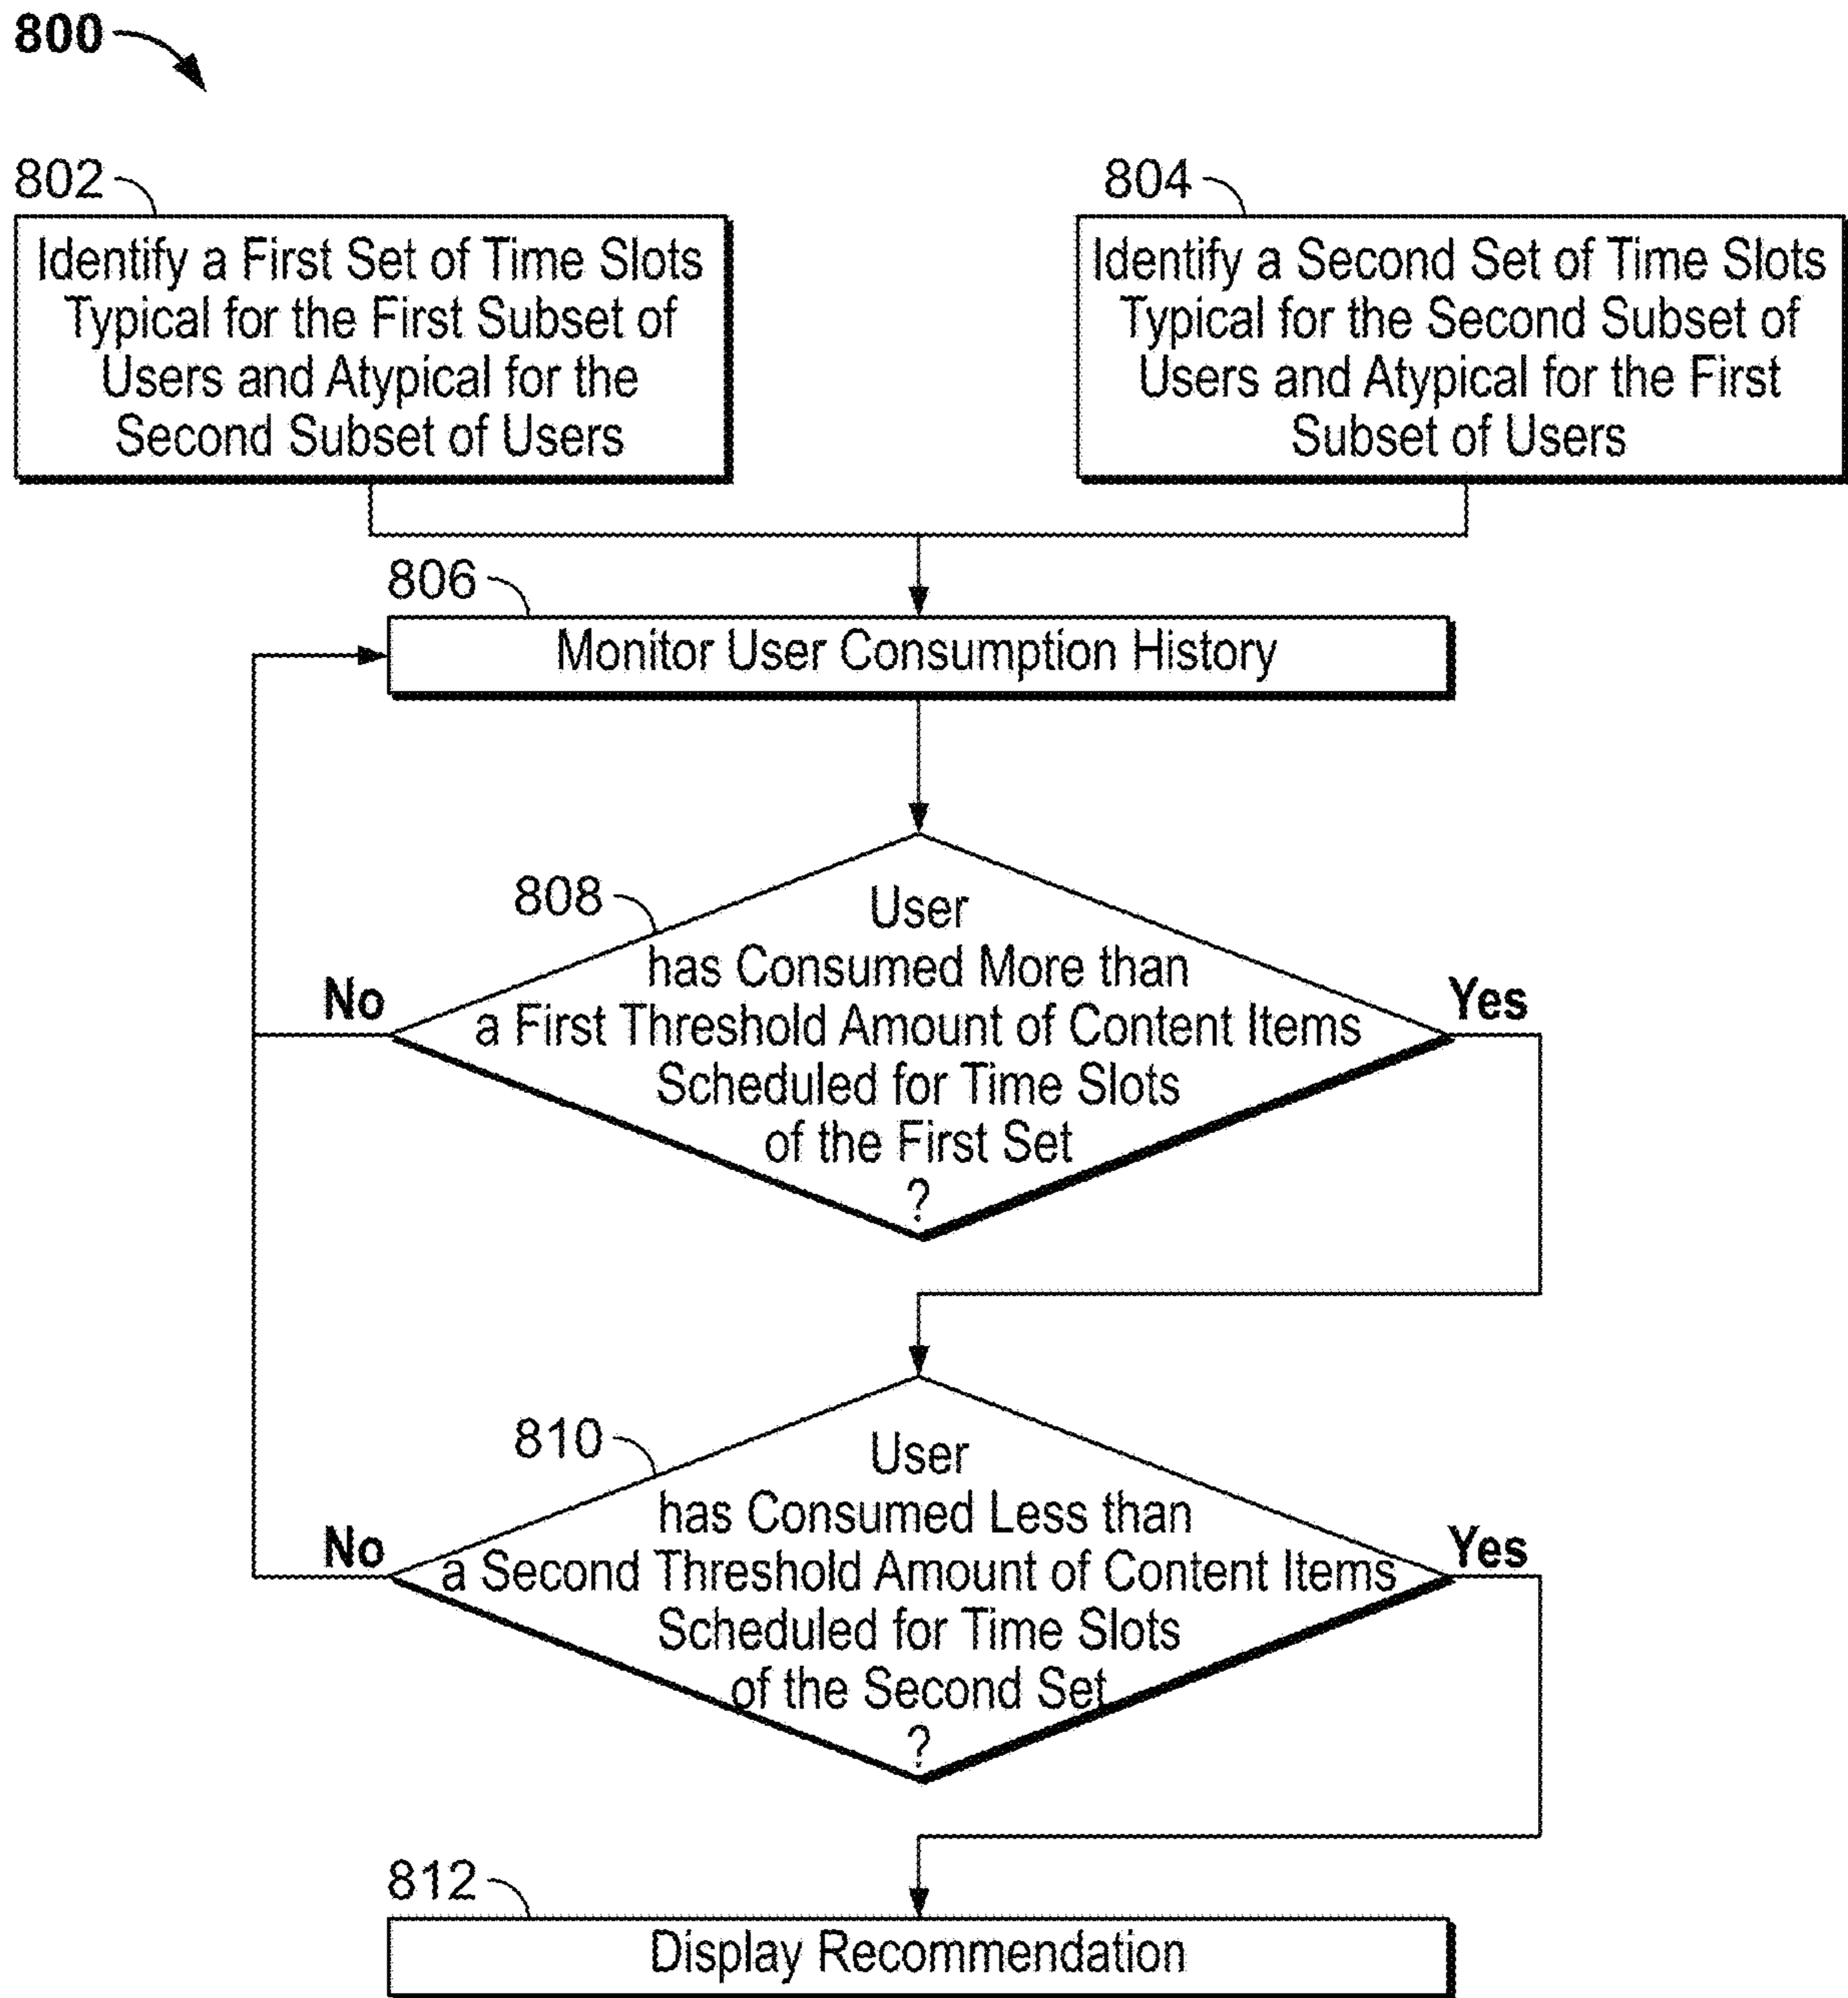 800
802
Identify a First Set of Time Slots
Typical for the First Subset of
Users and Atypical for the
Second Subset of Users
804
Identify a Second Set of Time Slots
Typical for the Second Subset of
Users and Atypical for the First
Subset of Users
806
Monitor User Consumption History
808
User
has Consumed More than
a First Threshold Amount of Content Items
Scheduled for Time Slots
of the First Set
?
No
Yes
810
User
has Consumed Less than
a Second Threshold Amount of Content Items
Scheduled for Time Slots
of the Second Set
?
No
Yes
812
Display Recommendation